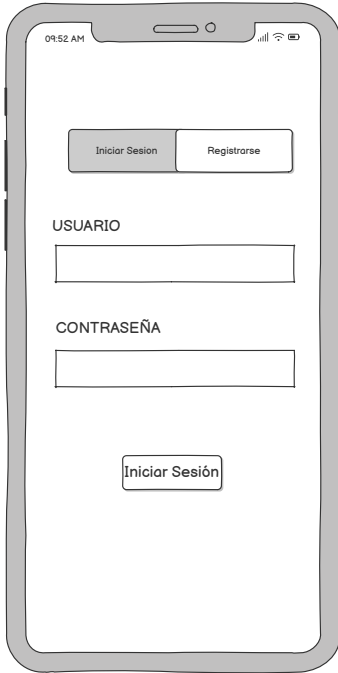 09:52 AM
Iniciar Sesion Registrarse
USUARIO
CONTRASEÑA
Iniciar Sesión